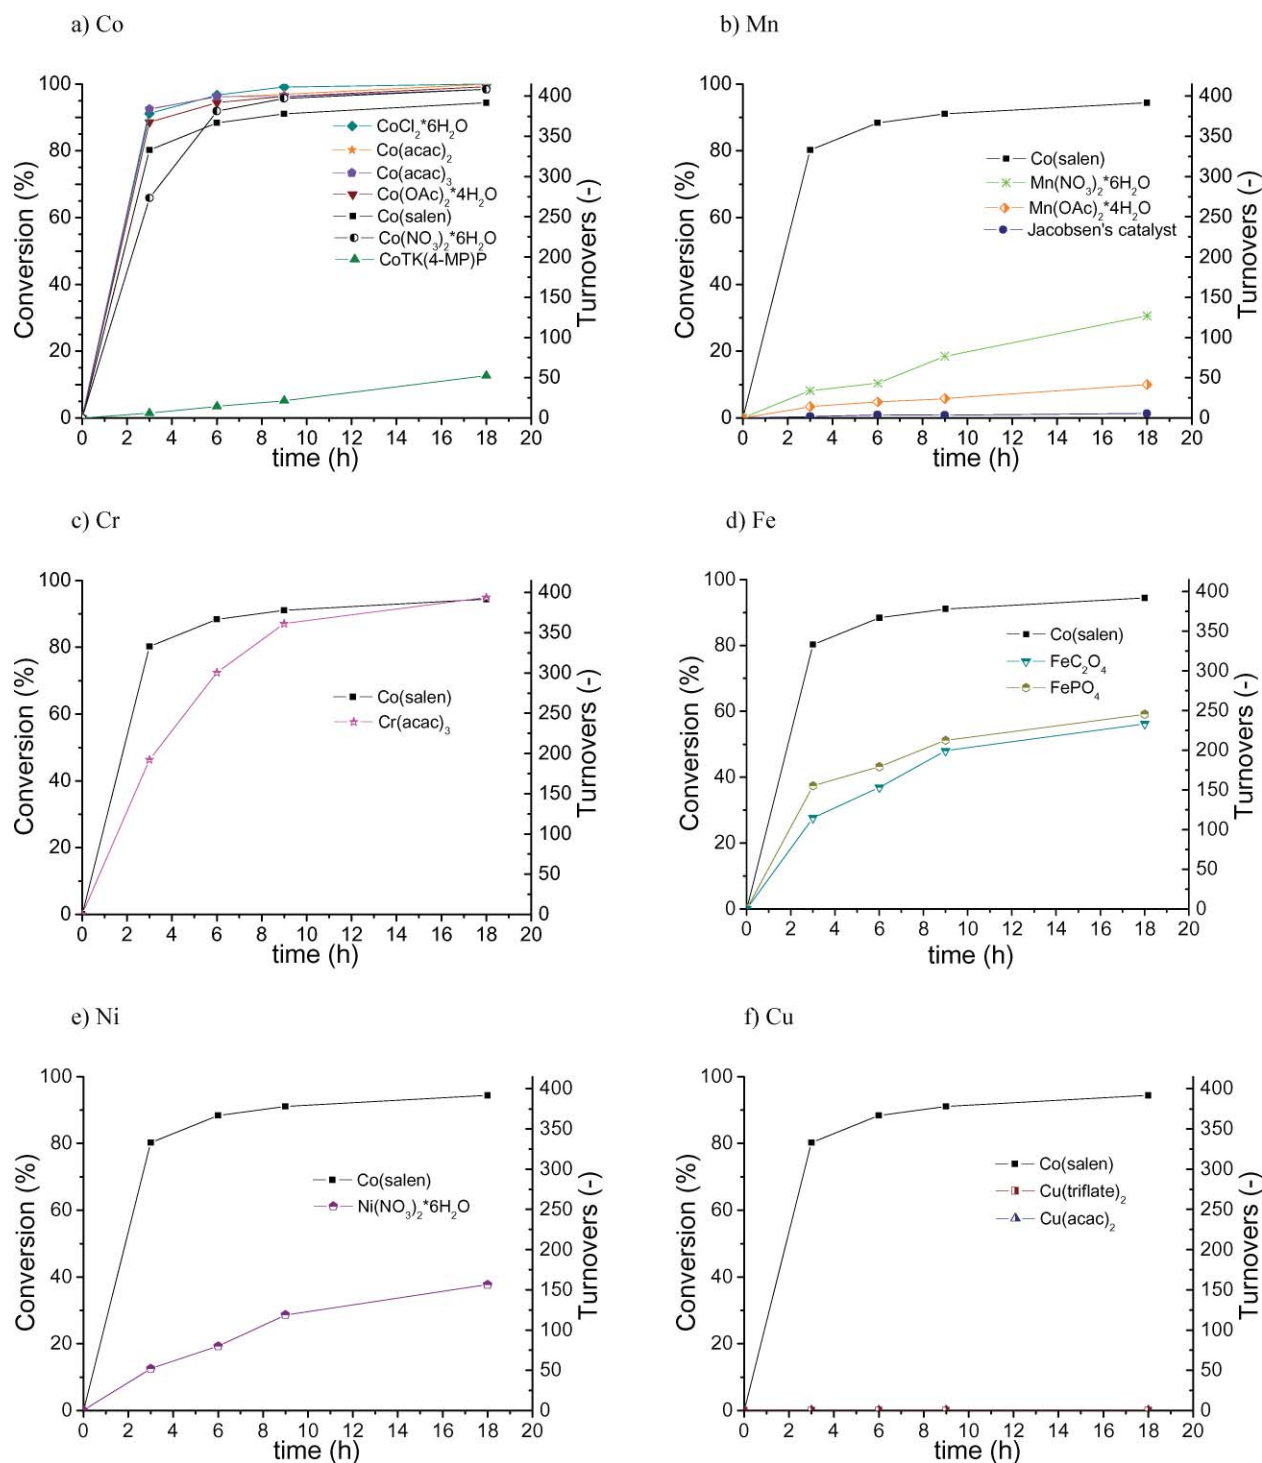 a) Co
Conversion (%)
100
80
60
40
20
0
0 2 4 6 8 10 12 14 16 18 20
time (h)
400
350
300
250
200
150
100
50
0
Turnovers (-)
CoCl₂*6H₂O
Co(acac)₂
Co(acac)₃
Co(OAc)₂*4H₂O
Co(salen)
Co(NO₃)₂*6H₂O
CoTK(4-MP)P
b) Mn
Conversion (%)
100
80
60
40
20
0
0 2 4 6 8 10 12 14 16 18 20
time (h)
400
350
300
250
200
150
100
50
0
Turnovers (-)
Co(salen)
Mn(NO₃)₂*6H₂O
Mn(OAc)₂*4H₂O
Jacobsen's catalyst
c) Cr
Conversion (%)
100
80
60
40
20
0
0 2 4 6 8 10 12 14 16 18 20
time (h)
400
350
300
250
200
150
100
50
0
Turnovers (-)
Co(salen)
Cr(acac)₃
d) Fe
Conversion (%)
100
80
60
40
20
0
0 2 4 6 8 10 12 14 16 18 20
time (h)
400
350
300
250
200
150
100
50
0
Turnovers (-)
Co(salen)
FeC₂O₄
FePO₄
e) Ni
Conversion (%)
100
80
60
40
20
0
0 2 4 6 8 10 12 14 16 18 20
time (h)
400
350
300
250
200
150
100
50
0
Turnovers (-)
Co(salen)
Ni(NO₃)₂*6H₂O
f) Cu
Conversion (%)
100
80
60
40
20
0
0 2 4 6 8 10 12 14 16 18 20
time (h)
400
350
300
250
200
150
100
50
0
Turnovers (-)
Co(salen)
Cu(triflate)₂
Cu(acac)₂